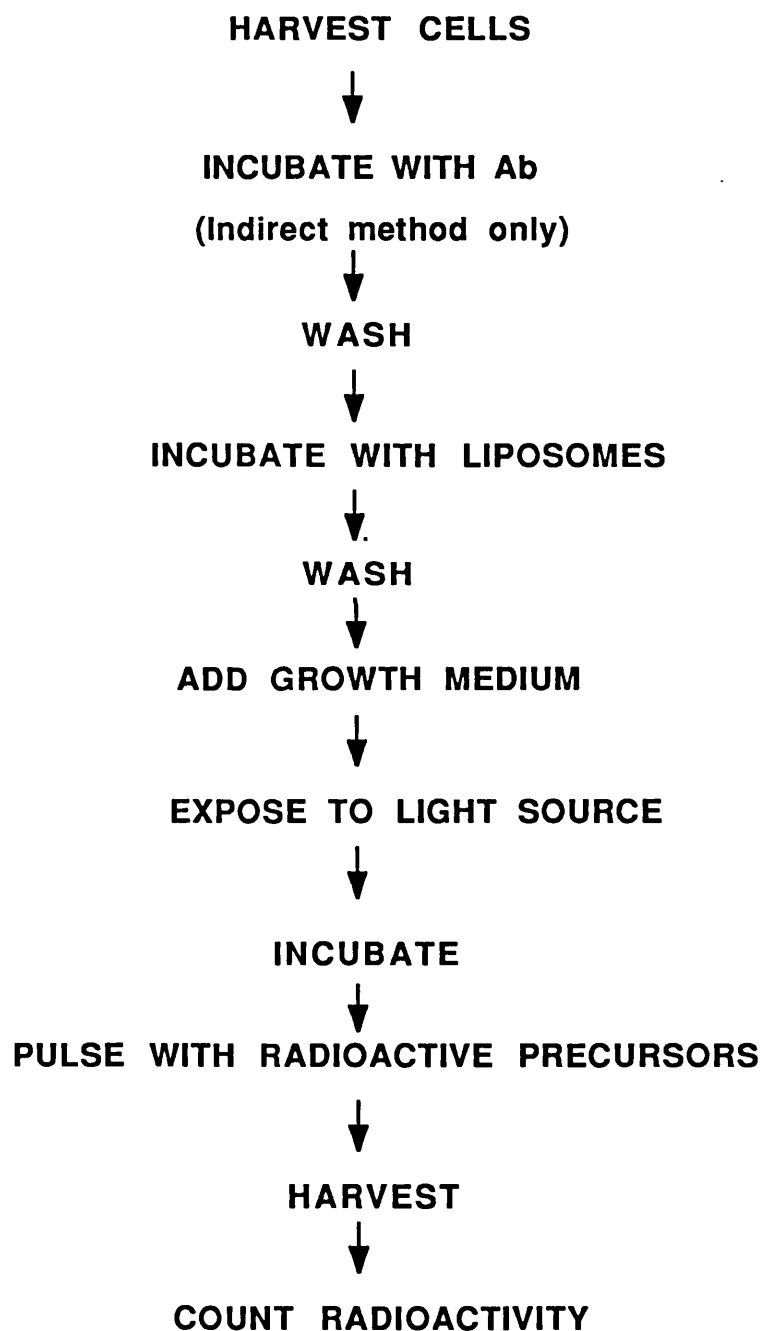 HARVEST CELLS
INCUBATE WITH Ab
(Indirect method only)
WASH
INCUBATE WITH LIPOSOMES
WASH
ADD GROWTH MEDIUM
EXPOSE TO LIGHT SOURCE
INCUBATE
PULSE WITH RADIOACTIVE PRECURSORS
HARVEST
COUNT RADIOACTIVITY